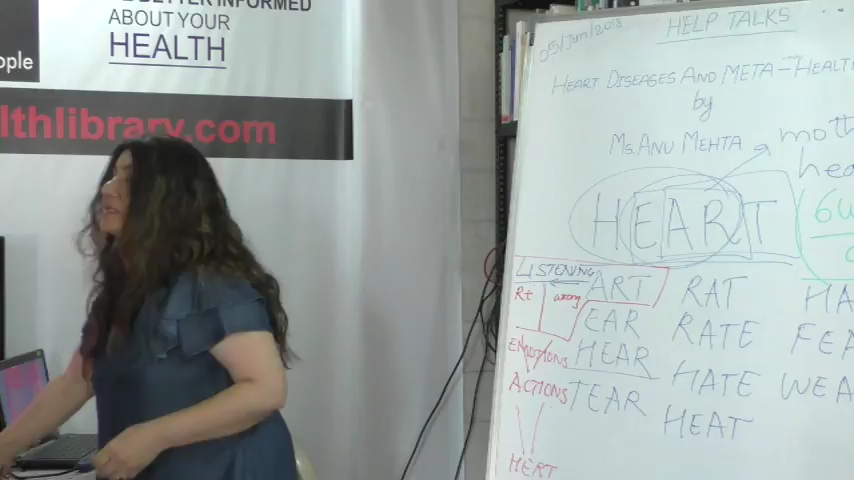 BETTER INFORMED
ABOUT YOUR
HEALTH
ople
lthlibrary.com
05/Jun/2018
HELP TALKS
HEART DISEASES AND META-HEALTH
by
Ms. ANU MEHTA
moth
hea
HEART
LISTENING
Rt
wrong
ART
RAT
HA
EAR
RATE
FEA
EMOTIONS
HEAR
HATE
WEA
ACTIONS
TEAR
HEAT
HERT